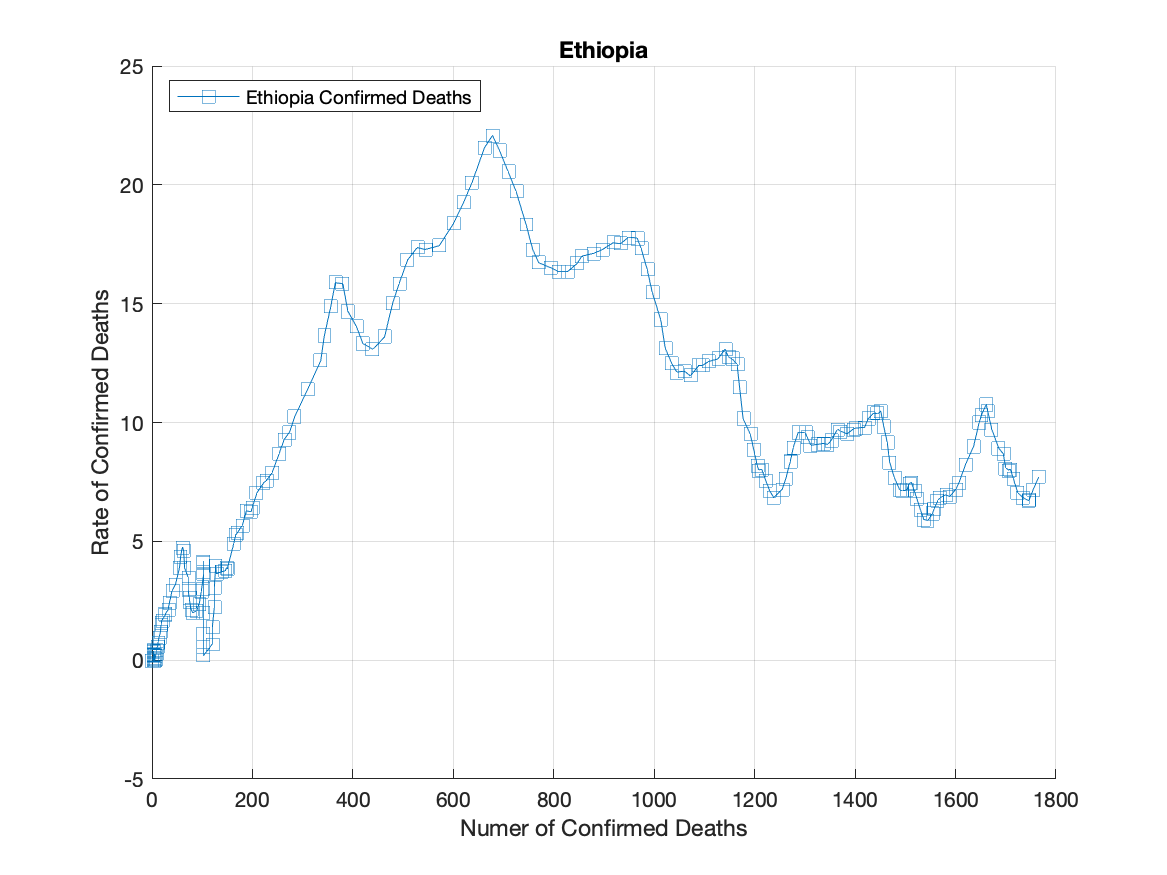 Ethiopia
25
Ethiopia Confirmed Deaths
20
15
10
5
0
-5
Rate of Confirmed Deaths
0 200 400 600 800 1000 1200 1400 1600 1800
Numer of Confirmed Deaths